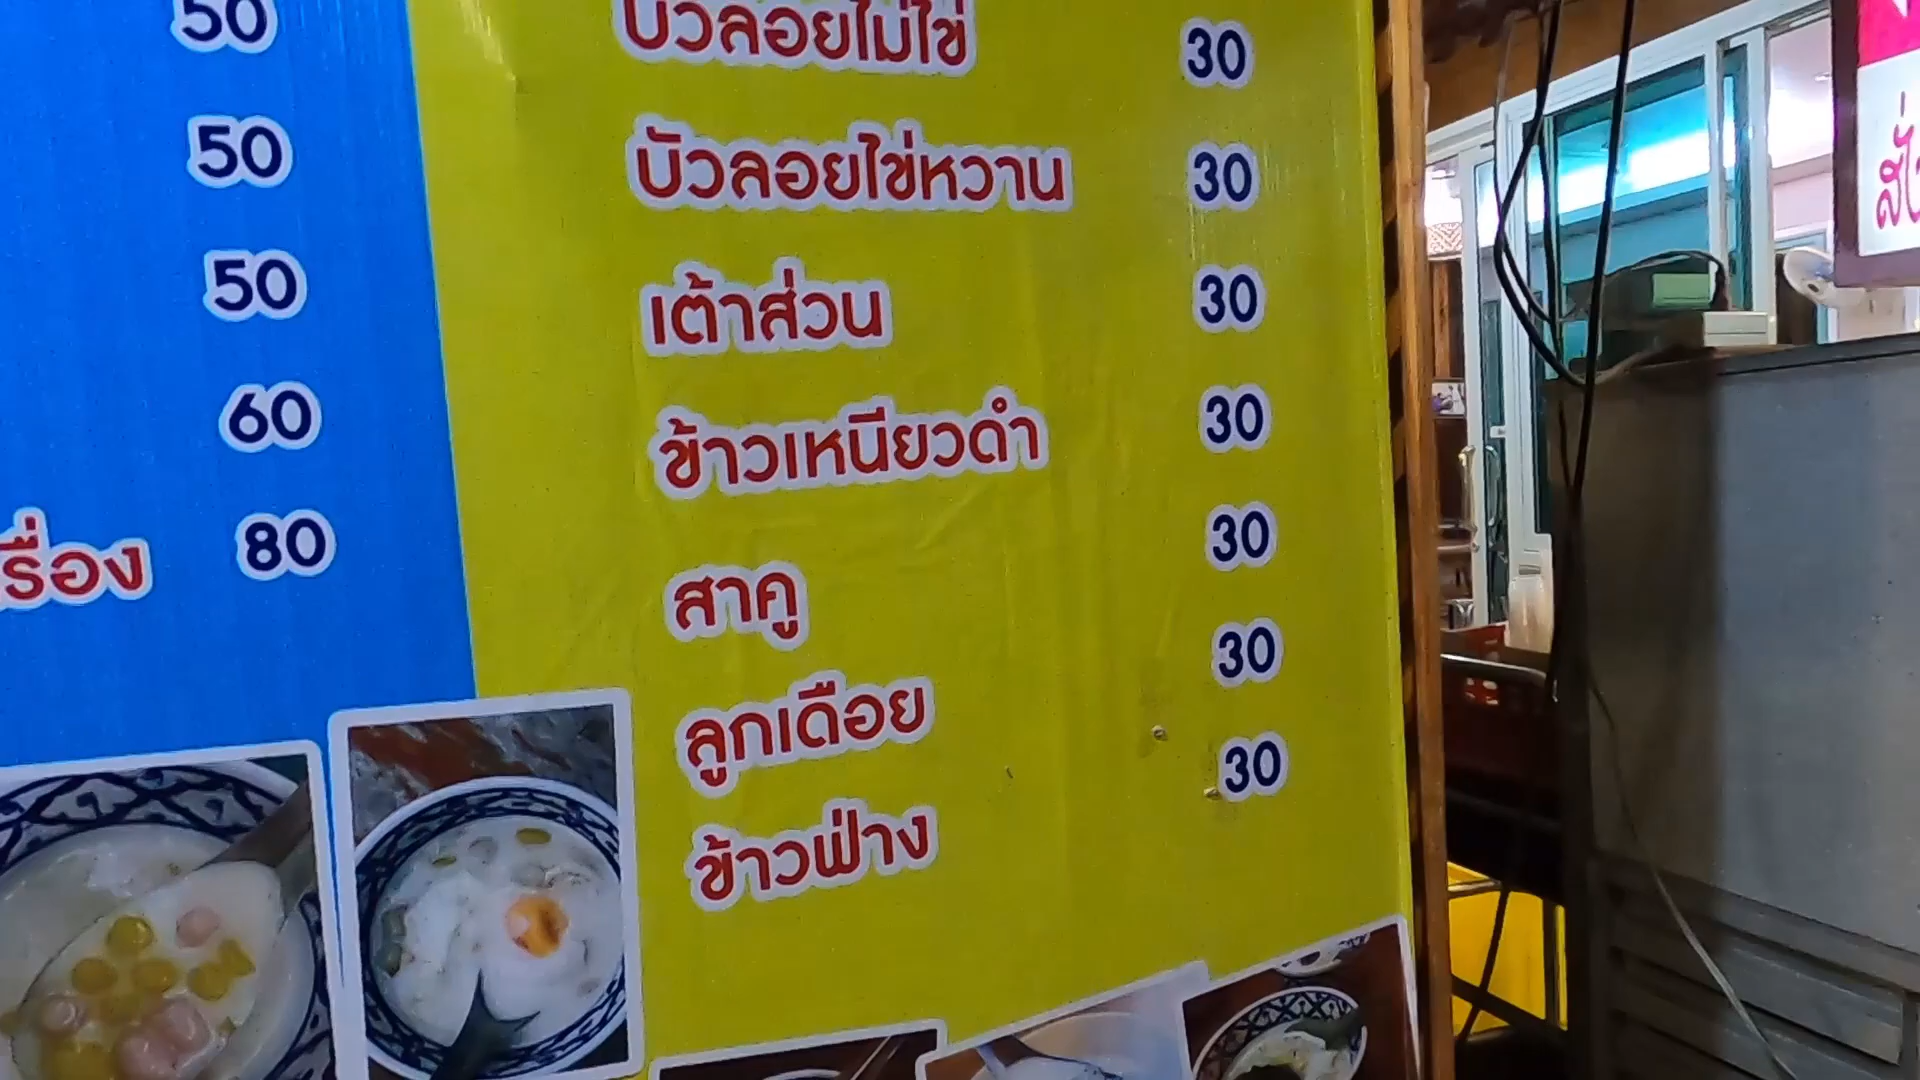 50
50
50
60
รื่อง 80
บัวลอยไม่ไข่ 30
บัวลอยไข่หวาน 30
เต้าส่วน 30
ข้าวเหนียวดำ 30
สาคู 30
ลูกเดือย 30
ข้าวฟ่าง 30